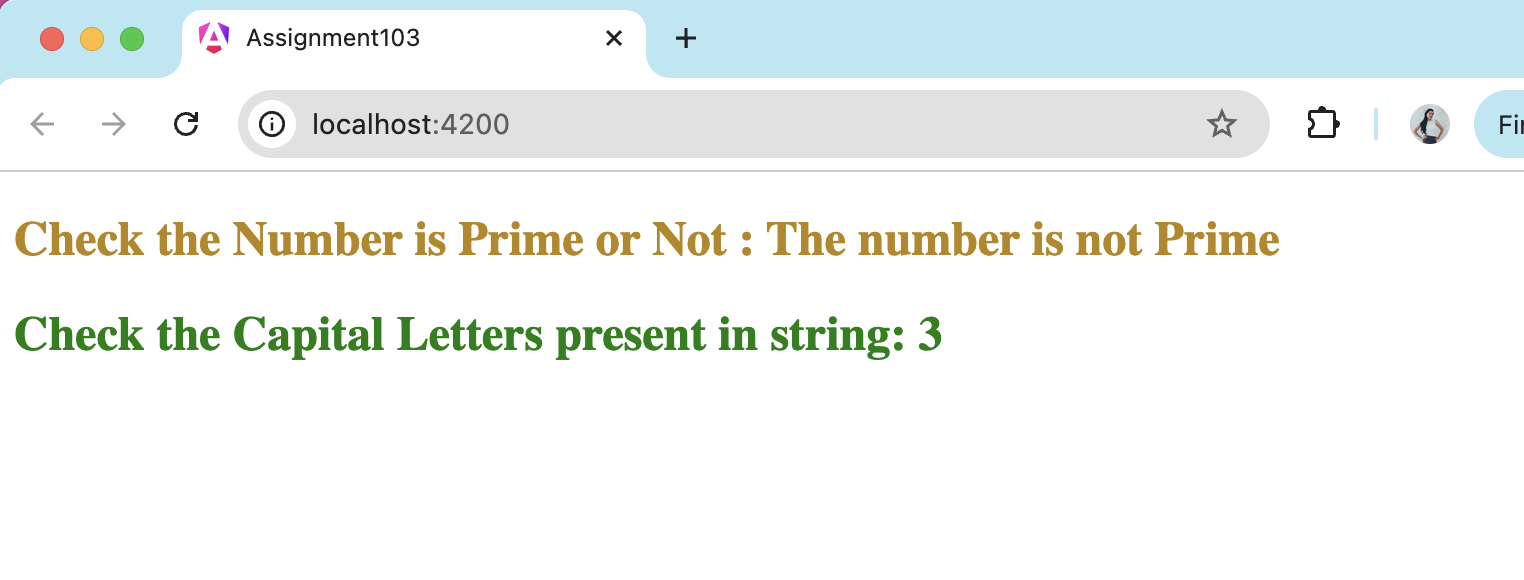 Assignment103
localhost:4200
Check the Number is Prime or Not : The number is not Prime
Check the Capital Letters present in string: 3